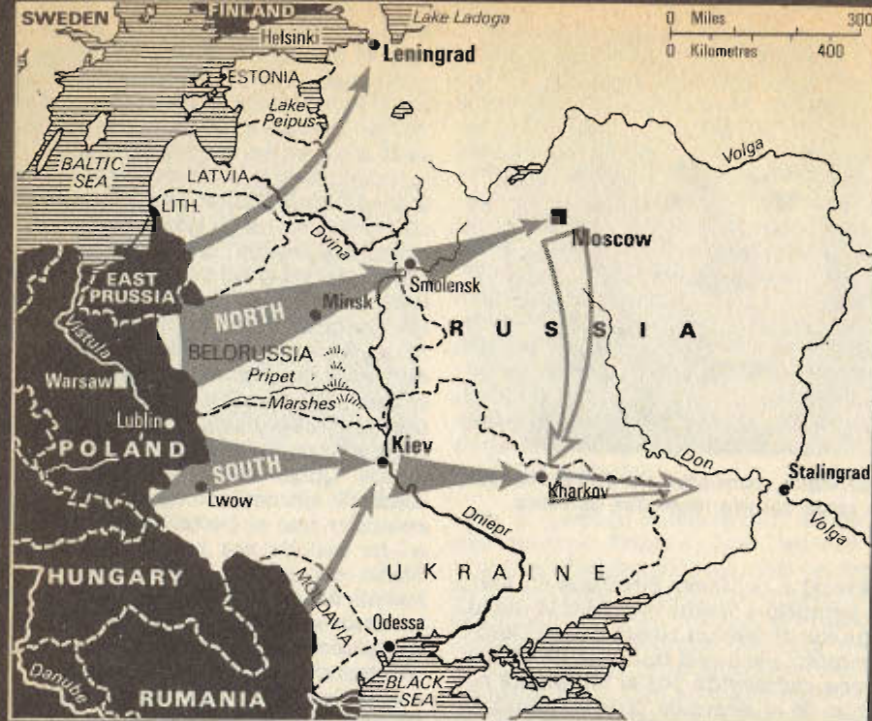 SWEDEN
FINLAND
Lake Ladoga
0 Miles 300
0 Kilometres 400
Helsinki
Leningrad
ESTONIA
Lake
Peipus
Volga
BALTIC
SEA
LATVIA
LITH.
Dvina
Moscow
Smolensk
EAST
PRUSSIA
NORTH
Minsk
RUSSIA
Vistula
BELORUSSIA
Pripet
Marshes
Warsaw
Lublin
POLAND
Kiev
Don
SOUTH
Stalingrad
Lwow
Kharkov
Dniepr
Volga
HUNGARY
MOLDAVIA
UKRAINE
Odessa
Danube
BLACK
SEA
RUMANIA